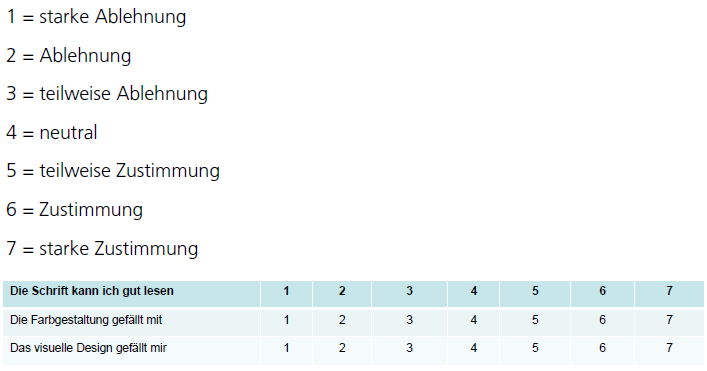 1 = starke Ablehnung
2 = Ablehnung
3 = teilweise Ablehnung
4 = neutral
5 = teilweise Zustimmung
6 = Zustimmung
7 = starke Zustimmung
Die Schrift kann ich gut lesen 1 2 3 4 5 6 7
Die Farbgestaltung gefällt mit 1 2 3 4 5 6 7
Das visuelle Design gefällt mir 1 2 3 4 5 6 7